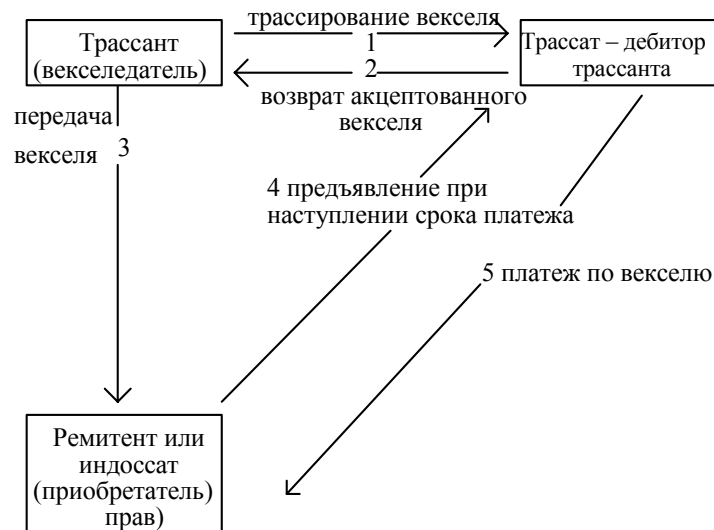 трассирование векселя
1
Трассант
(векселедатель)
Трассат – дебитор
трассанта
2
возврат акцептованного
векселя
передача
векселя 3
4 предъявление при
наступлении срока платежа
5 платеж по векселю
Ремитент или
индоссат
(приобретатель)
прав)